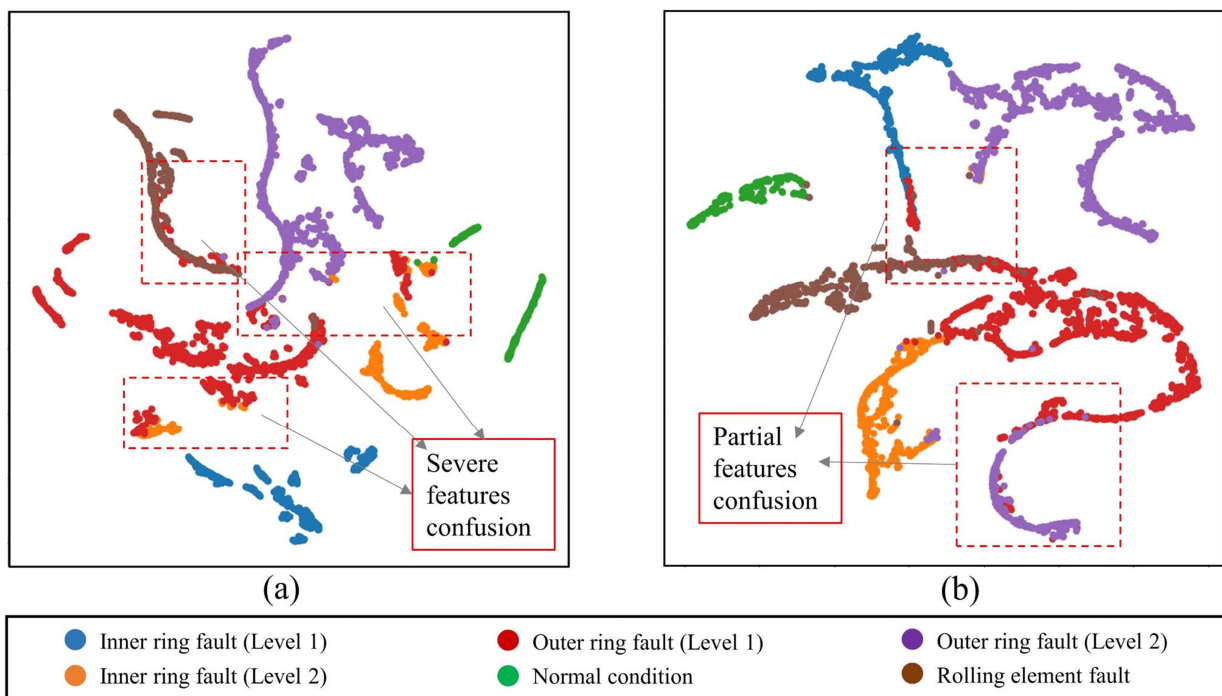 Severe
features
confusion
(a)
Partial
features
confusion
(b)
Inner ring fault (Level 1)
Outer ring fault (Level 1)
Outer ring fault (Level 2)
Inner ring fault (Level 2)
Normal condition
Rolling element fault